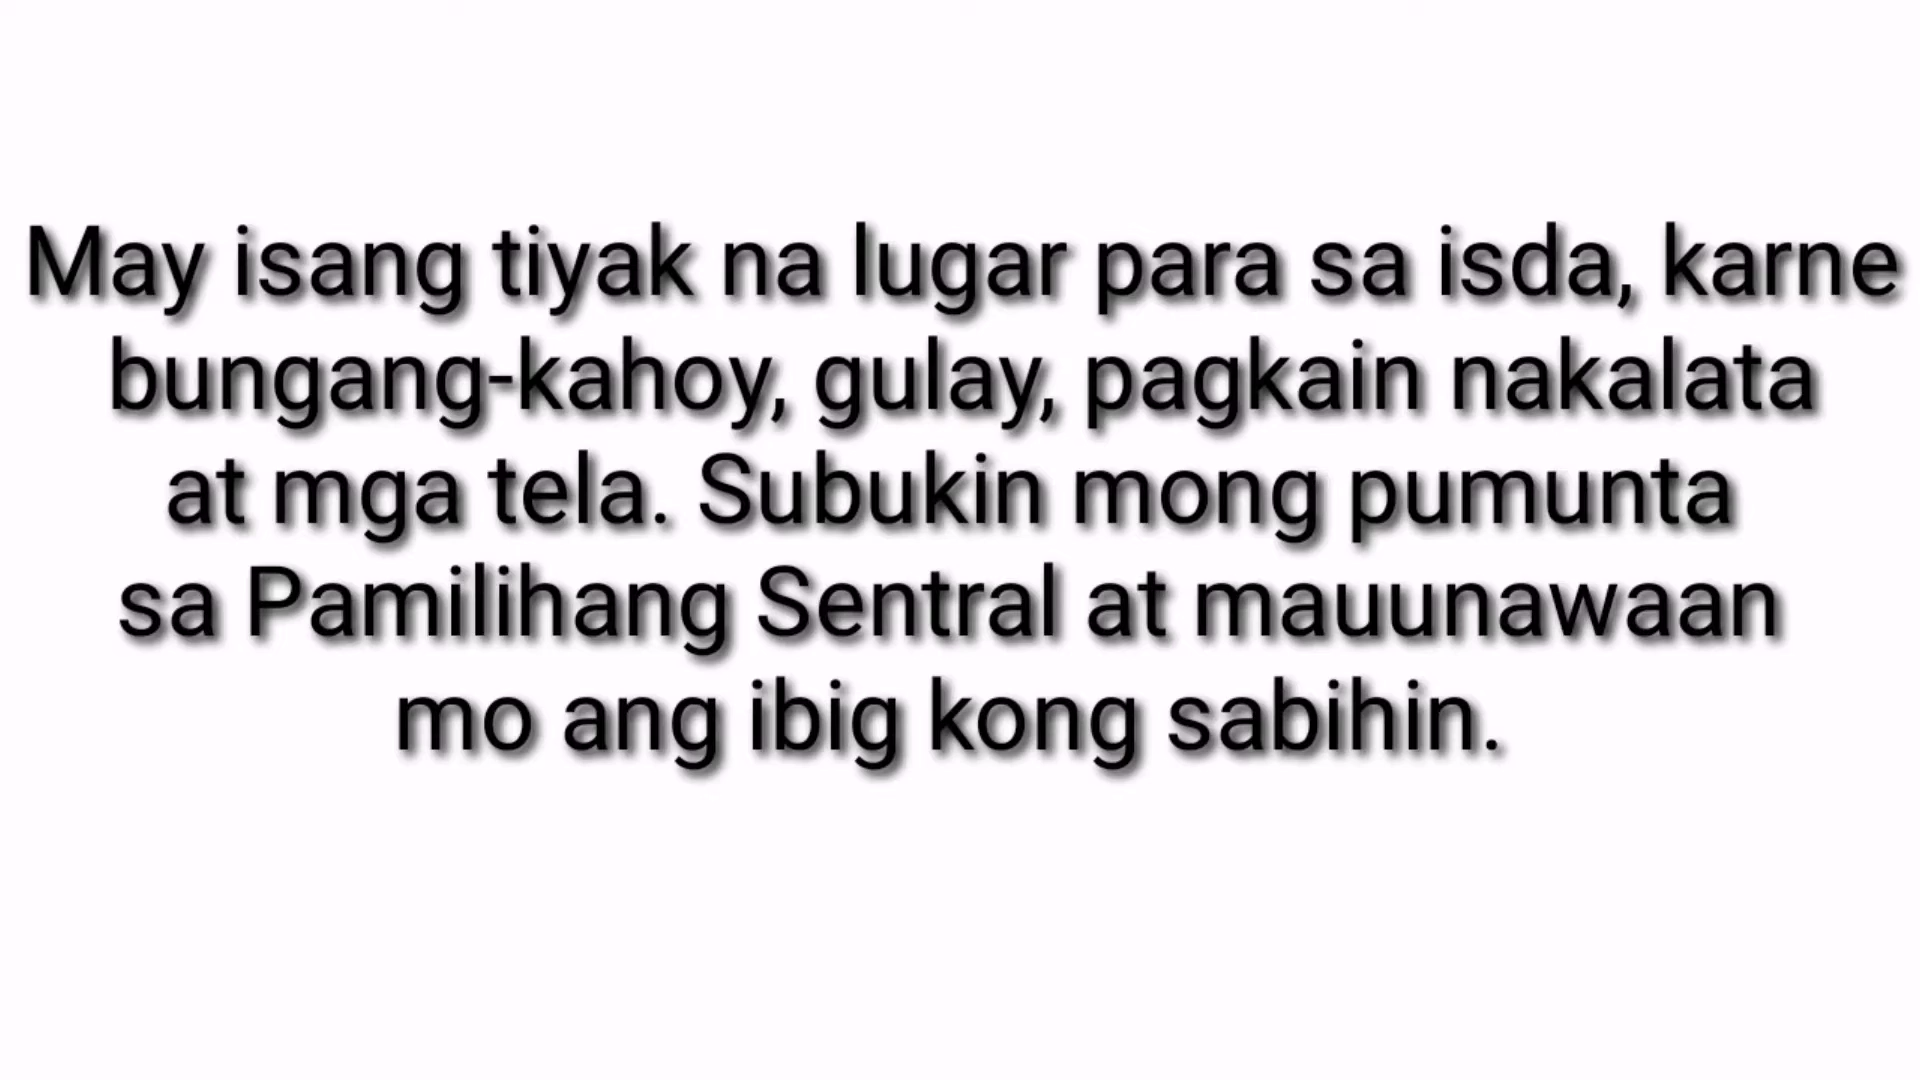 May isang tiyak na lugar para sa isda, karne
bungang-kahoy, gulay, pagkain nakalata
at mga tela. Subukin mong pumunta
sa Pamilihang Sentral at mauunawaan
mo ang ibig kong sabihin.